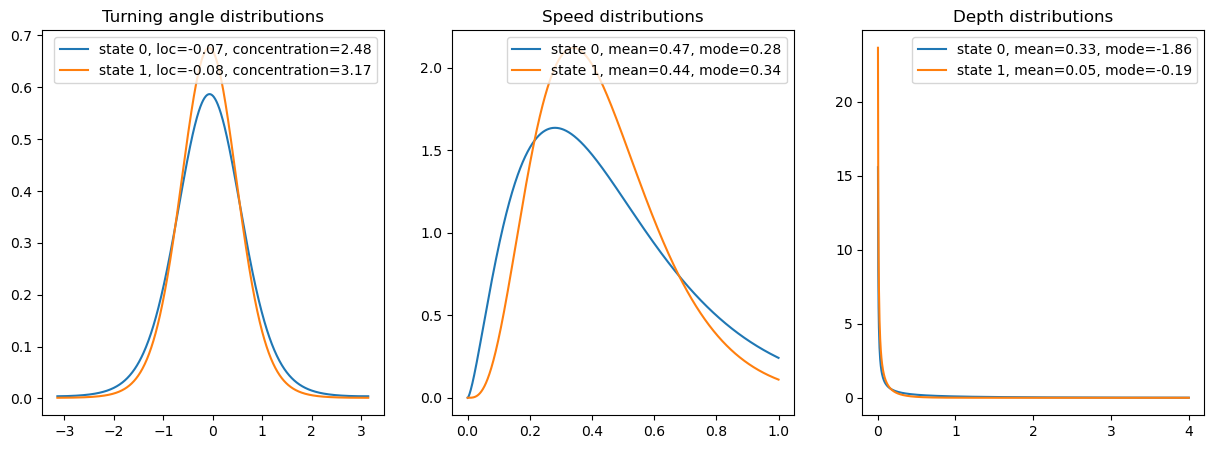 Turning angle distributions
state 0, loc=-0.07, concentration=2.48
state 1, loc=-0.08, concentration=3.17
0.7
0.6
0.5
0.4
0.3
0.2
0.1
0.0
−3 −2 −1 0 1 2 3
Speed distributions
state 0, mean=0.47, mode=0.28
state 1, mean=0.44, mode=0.34
2.0
1.5
1.0
0.5
0.0
0.0 0.2 0.4 0.6 0.8 1.0
Depth distributions
state 0, mean=0.33, mode=-1.86
state 1, mean=0.05, mode=-0.19
20
15
10
5
0
0 1 2 3 4